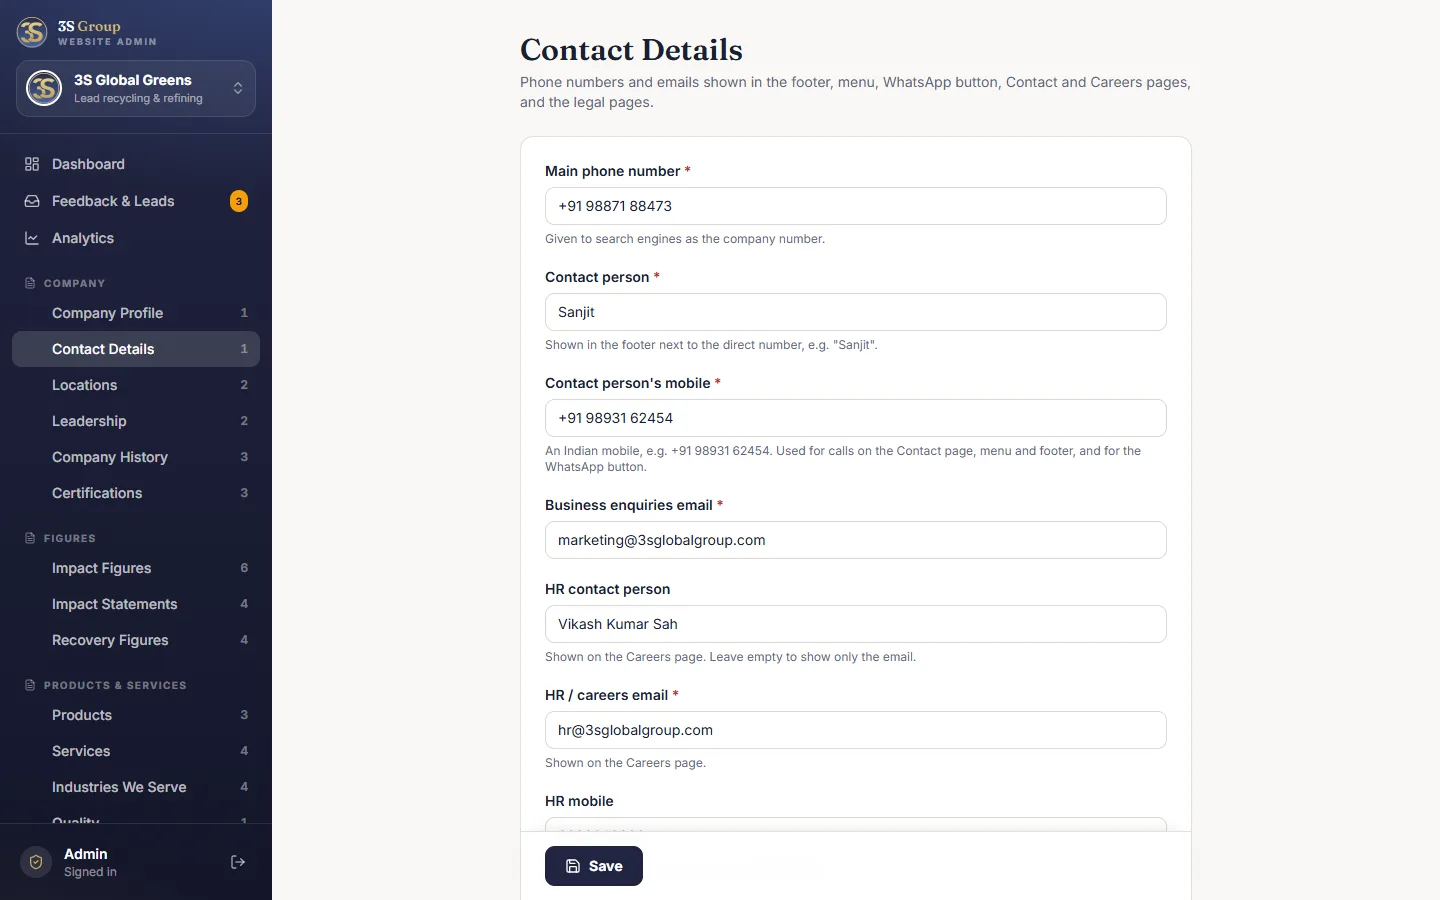 3S Group
WEBSITE ADMIN
3S Global Greens
Lead recycling & refining
Dashboard
Feedback & Leads 3
Analytics
COMPANY
Company Profile 1
Contact Details 1
Locations 2
Leadership 2
Company History 3
Certifications 3
FIGURES
Impact Figures 6
Impact Statements 4
Recovery Figures 4
PRODUCTS & SERVICES
Products 3
Services 4
Industries We Serve 4
Quality 1
Admin
Signed in
Contact Details
Phone numbers and emails shown in the footer, menu, WhatsApp button, Contact and Careers pages,
and the legal pages.
Main phone number *
+91 98871 88473
Given to search engines as the company number.
Contact person *
Sanjit
Shown in the footer next to the direct number, e.g. "Sanjit".
Contact person's mobile *
+91 98931 62454
An Indian mobile, e.g. +91 98931 62454. Used for calls on the Contact page, menu and footer, and for the
WhatsApp button.
Business enquiries email *
marketing@3sglobalgroup.com
HR contact person
Vikash Kumar Sah
Shown on the Careers page. Leave empty to show only the email.
HR / careers email *
hr@3sglobalgroup.com
Shown on the Careers page.
HR mobile
Save